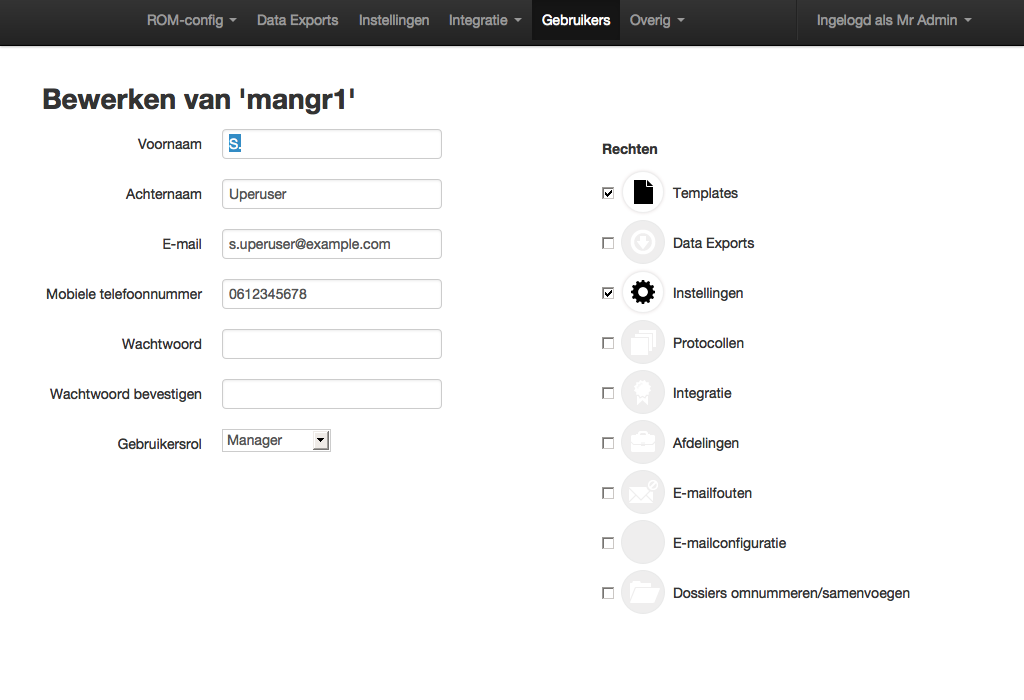 ROM-config Data Exports Instellingen Integratie Gebruikers Overig Ingelogd als Mr Admin
Bewerken van 'mangr1'
Voornaam S.
Achternaam Uperuser
E-mail s.uperuser@example.com
Mobiele telefoonnummer 0612345678
Wachtwoord
Wachtwoord bevestigen
Gebruikersrol Manager
Rechten
Templates
Data Exports
Instellingen
Protocollen
Integratie
Afdelingen
E-mailfouten
E-mailconfiguratie
Dossiers omnummeren/samenvoegen